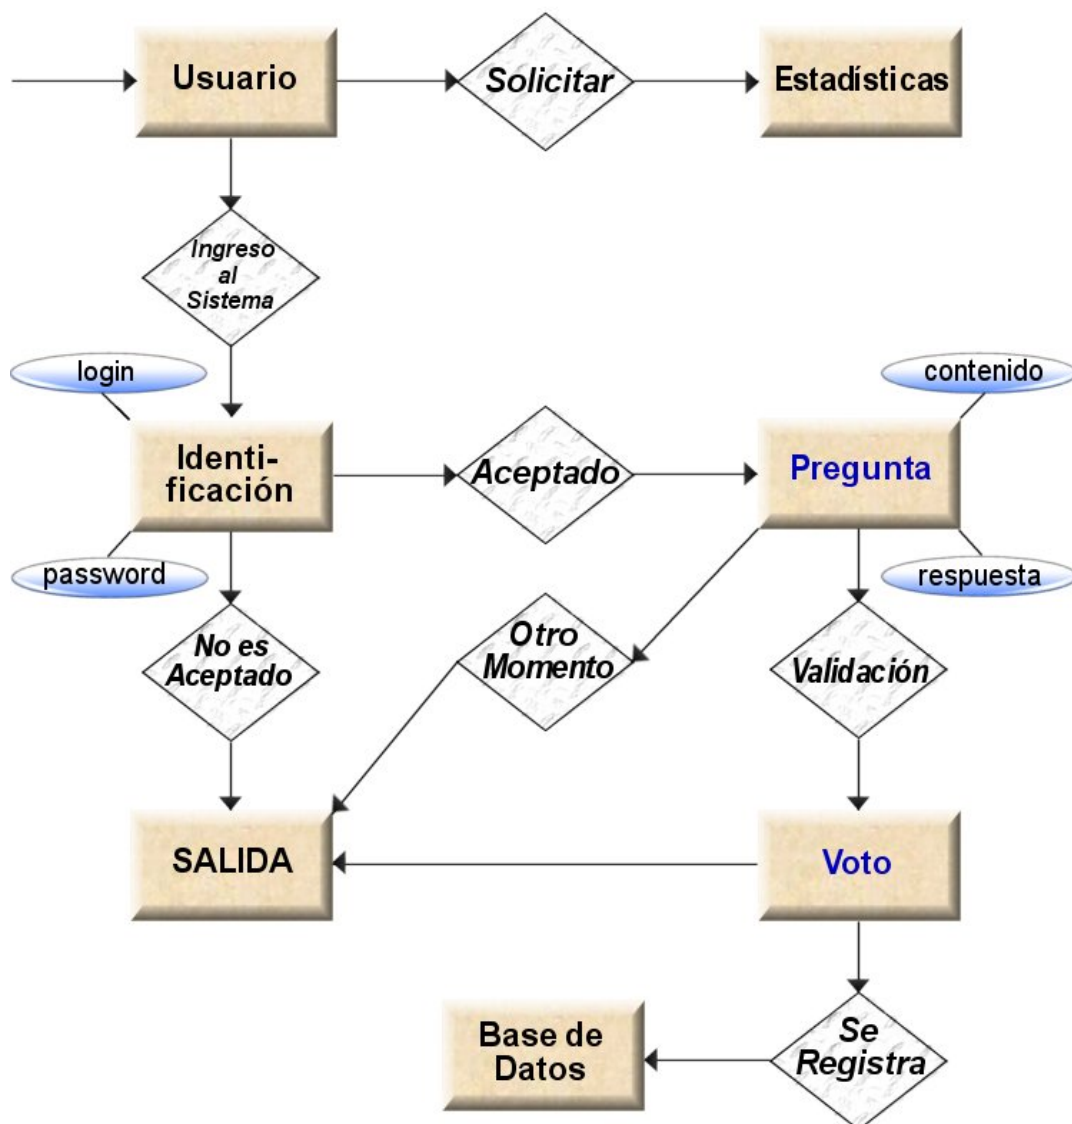 Usuario
Solicitar
Estadísticas
Ingreso
al
Sistema
login
contenido
Identi-
ficación
Aceptado
Pregunta
password
respuesta
No es
Aceptado
Otro
Momento
Validación
SALIDA
Voto
Base de
Datos
Se
Registra